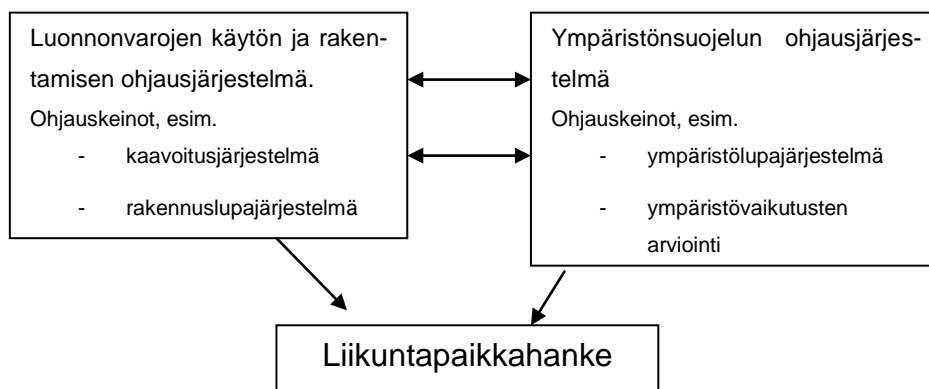 Luonnonvarojen käytön ja raken-
tamisen ohjausjärjestelmä.
Ohjauskeinot, esim.
- kaavoitusjärjestelmä
- rakennuslupajärjestelmä
Ympäristönsuojelun ohjausjärjes-
telmä
Ohjauskeinot, esim.
- ympäristölupajärjestelmä
- ympäristövaikutusten
arviointi
Liikuntapaikkahanke